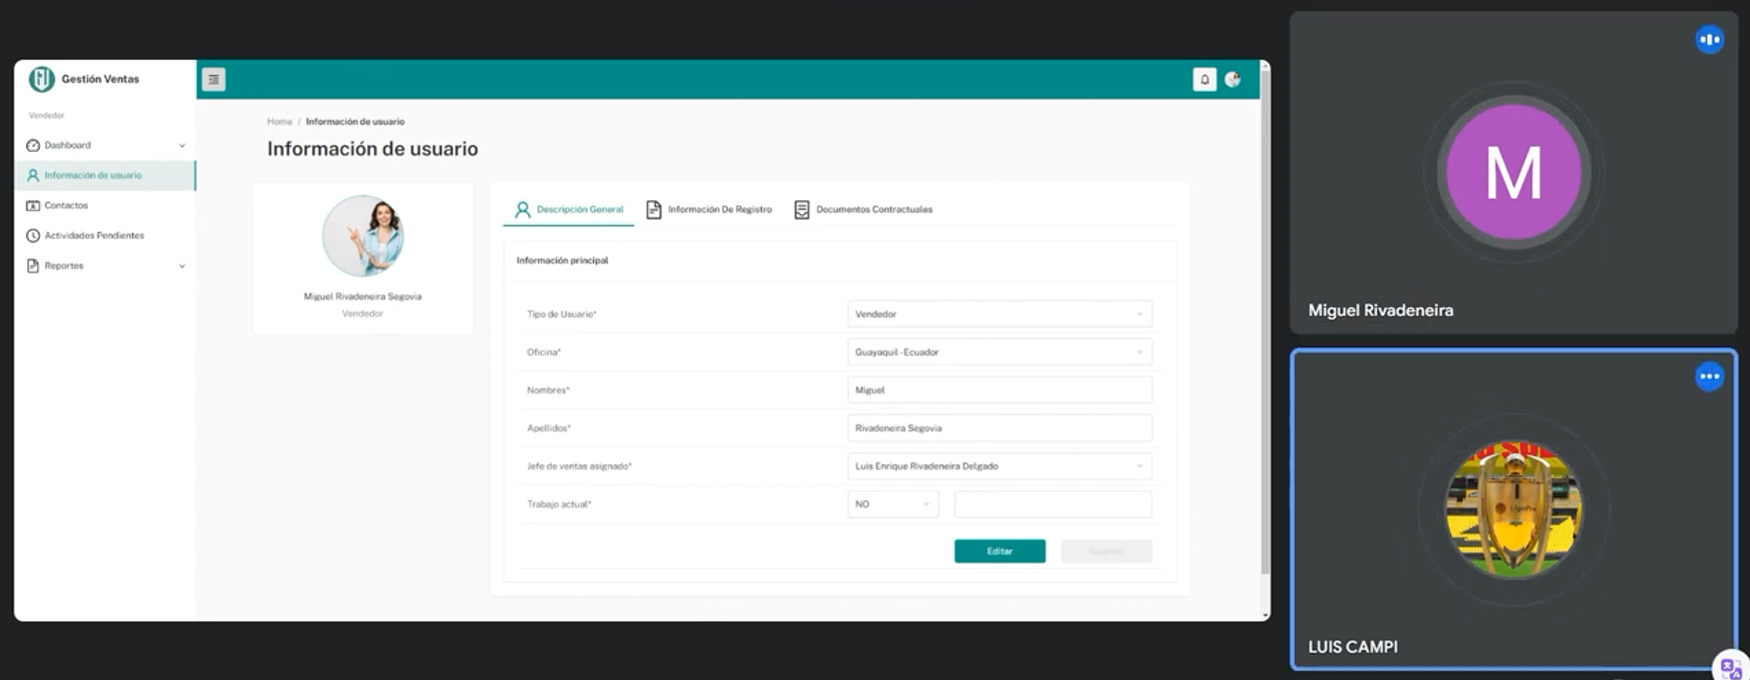 Gestión Ventas
Vendedor
Dashboard
Información de usuario
Contactos
Actividades Pendientes
Reportes
Home / Información de usuario
Información de usuario
Miguel Rivadeneira Segovia
Vendedor
Descripción General
Información De Registro
Documentos Contractuales
Información principal
Tipo de Usuario* Vendedor
Oficina* Guayaquil - Ecuador
Nombres* Miguel
Apellidos* Rivadeneira Segovia
Jefe de ventas asignado* Luis Enrique Rivadeneira Delgado
Trabajo actual* NO
Editar Guardar
M
Miguel Rivadeneira
LUIS CAMPI